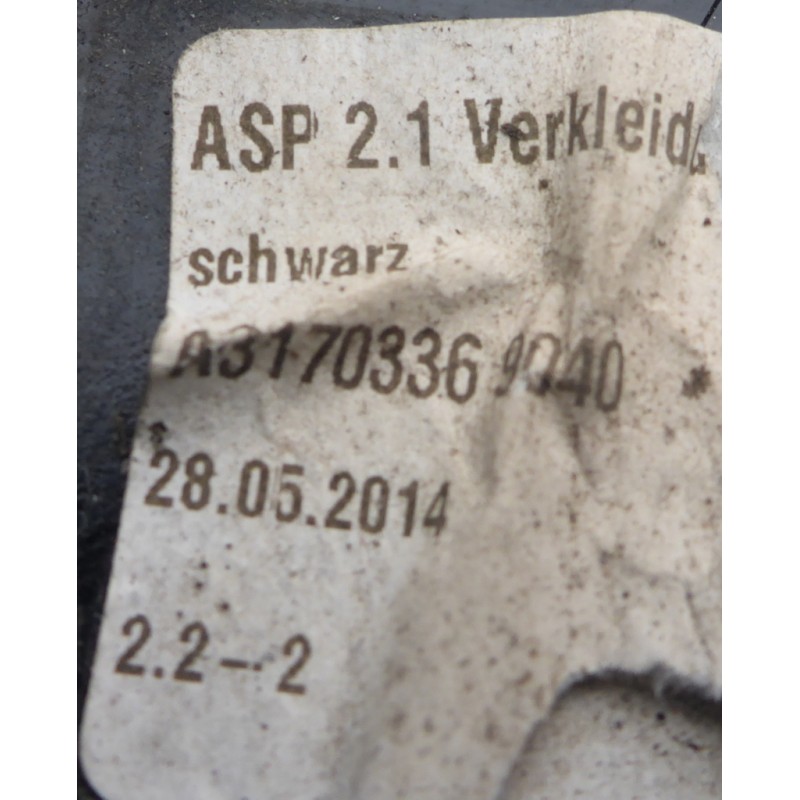 ASP 2.1 Verkleid
schwarz
A3170336 9040
28.05.2014
2.2-2